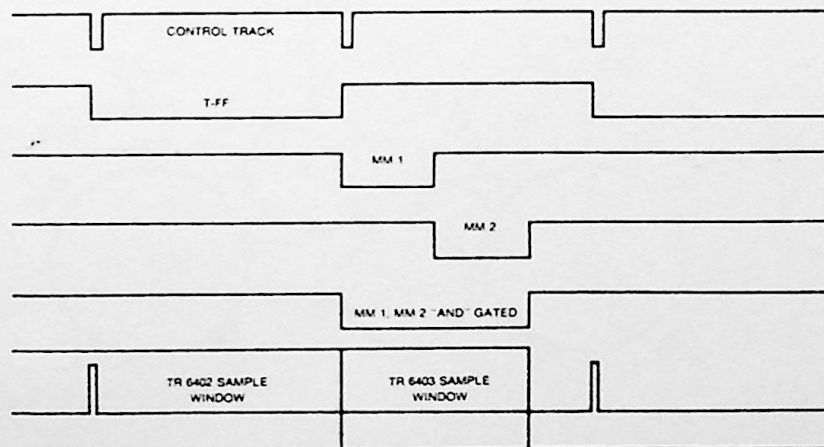 CONTROL TRACK
T-FF
MM 1
MM 2
MM 1, MM 2 "AND" GATED
TR 6402 SAMPLE
WINDOW
TR 6403 SAMPLE
WINDOW